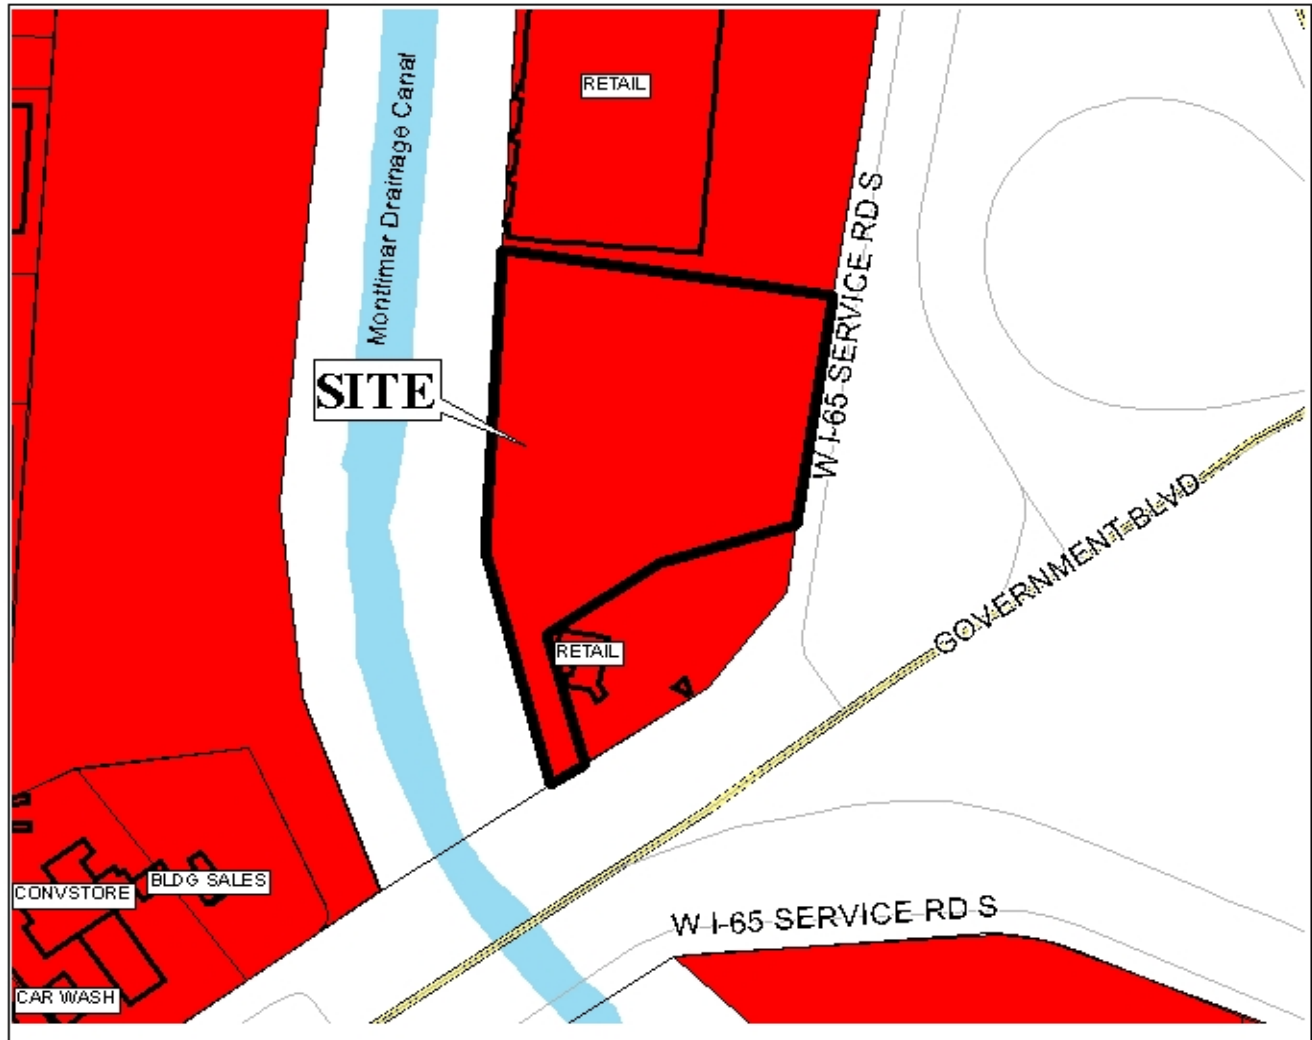 RETAIL
Montlimar Drainage Canal
W I-65 SERVICE RD S
SITE
GOVERNMENT BLVD
RETAIL
BLDG SALES
CONVSTORE
W I-65 SERVICE RD S
CAR WASH